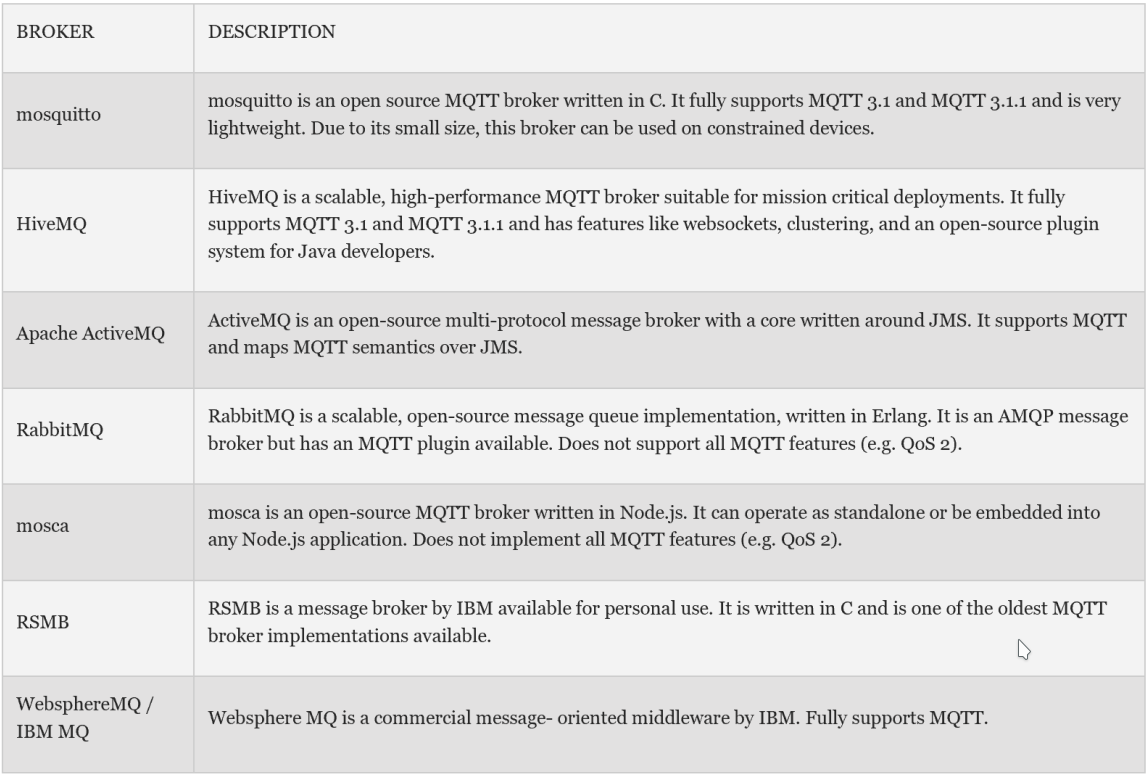 BROKER
DESCRIPTION
mosquitto
mosquitto is an open source MQTT broker written in C. It fully supports MQTT 3.1 and MQTT 3.1.1 and is very
lightweight. Due to its small size, this broker can be used on constrained devices.
HiveMQ
HiveMQ is a scalable, high-performance MQTT broker suitable for mission critical deployments. It fully
supports MQTT 3.1 and MQTT 3.1.1 and has features like websockets, clustering, and an open-source plugin
system for Java developers.
Apache ActiveMQ
ActiveMQ is an open-source multi-protocol message broker with a core written around JMS. It supports MQTT
and maps MQTT semantics over JMS.
RabbitMQ
RabbitMQ is a scalable, open-source message queue implementation, written in Erlang. It is an AMQP message
broker but has an MQTT plugin available. Does not support all MQTT features (e.g. QoS 2).
mosca
mosca is an open-source MQTT broker written in Node.js. It can operate as standalone or be embedded into
any Node.js application. Does not implement all MQTT features (e.g. QoS 2).
RSMB
RSMB is a message broker by IBM available for personal use. It is written in C and is one of the oldest MQTT
broker implementations available.
WebsphereMQ /
IBM MQ
Websphere MQ is a commercial message- oriented middleware by IBM. Fully supports MQTT.